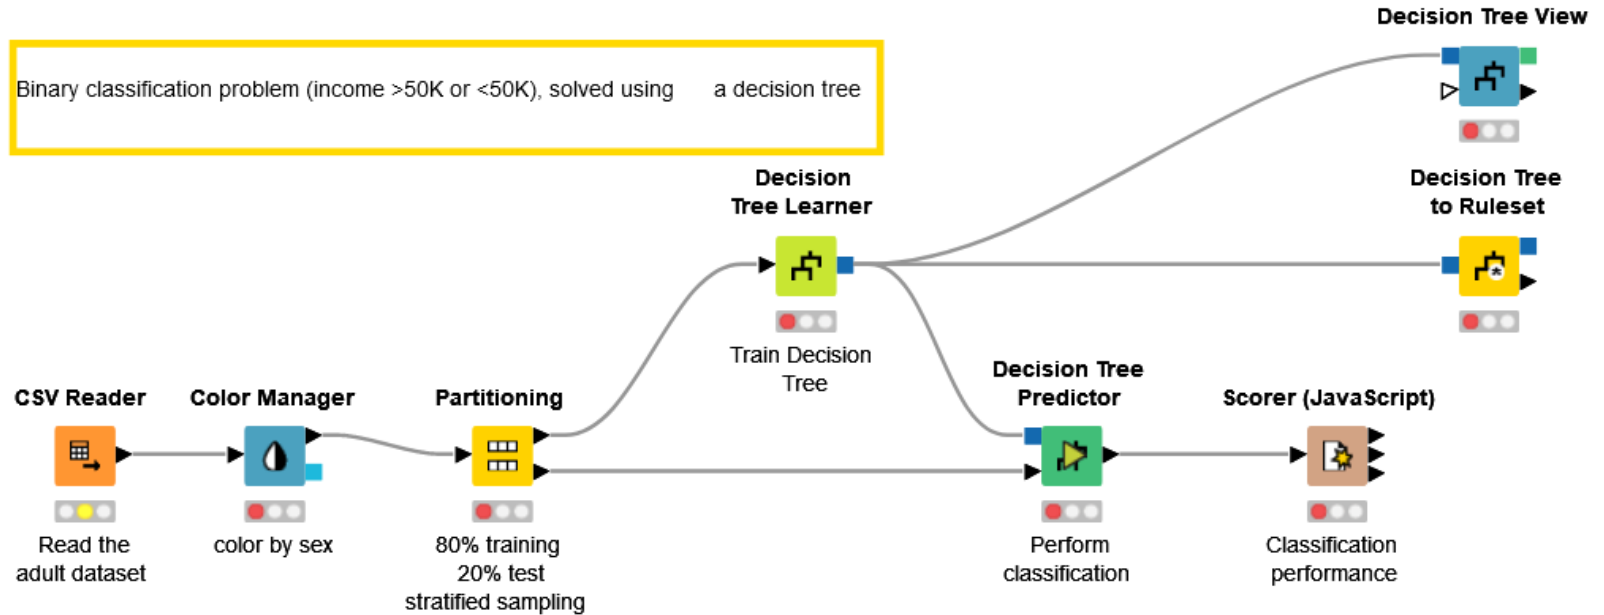 Decision Tree View
Binary classification problem (income >50K or <50K), solved using a decision tree
Decision
Tree Learner
Decision Tree
to Ruleset
Train Decision
Tree
Decision Tree
Predictor
CSV Reader
Color Manager
Partitioning
Scorer (JavaScript)
Read the
adult dataset
color by sex
80% training
20% test
stratified sampling
Perform
classification
Classification
performance